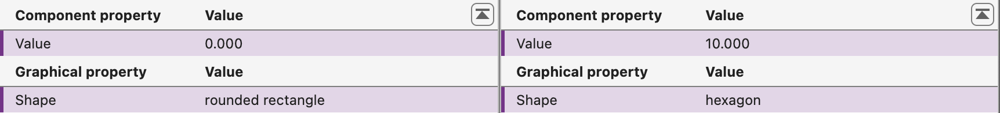 Component property Value
Value 0.000
Graphical property Value
Shape rounded rectangle
Component property Value
Value 10.000
Graphical property Value
Shape hexagon